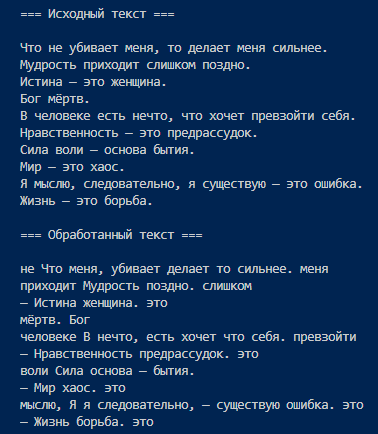 === Исходный текст ===
Что не убивает меня, то делает меня сильнее.
Мудрость приходит слишком поздно.
Истина — это женщина.
Бог мёртв.
В человеке есть нечто, что хочет превзойти себя.
Нравственность — это предрассудок.
Сила воли — основа бытия.
Мир — это хаос.
Я мыслю, следовательно, я существую — это ошибка.
Жизнь — это борьба.
=== Обработанный текст ===
не Что меня, убивает делает то сильнее. меня
приходит Мудрость поздно. слишком
— Истина женщина. это
мёртв. Бог
человеке В нечто, есть хочет что себя. превзойти
— Нравственность предрассудок. это
воли Сила основа — бытия.
— Мир хаос. это
мыслю, Я я следовательно, — существую ошибка. это
— Жизнь борьба. это